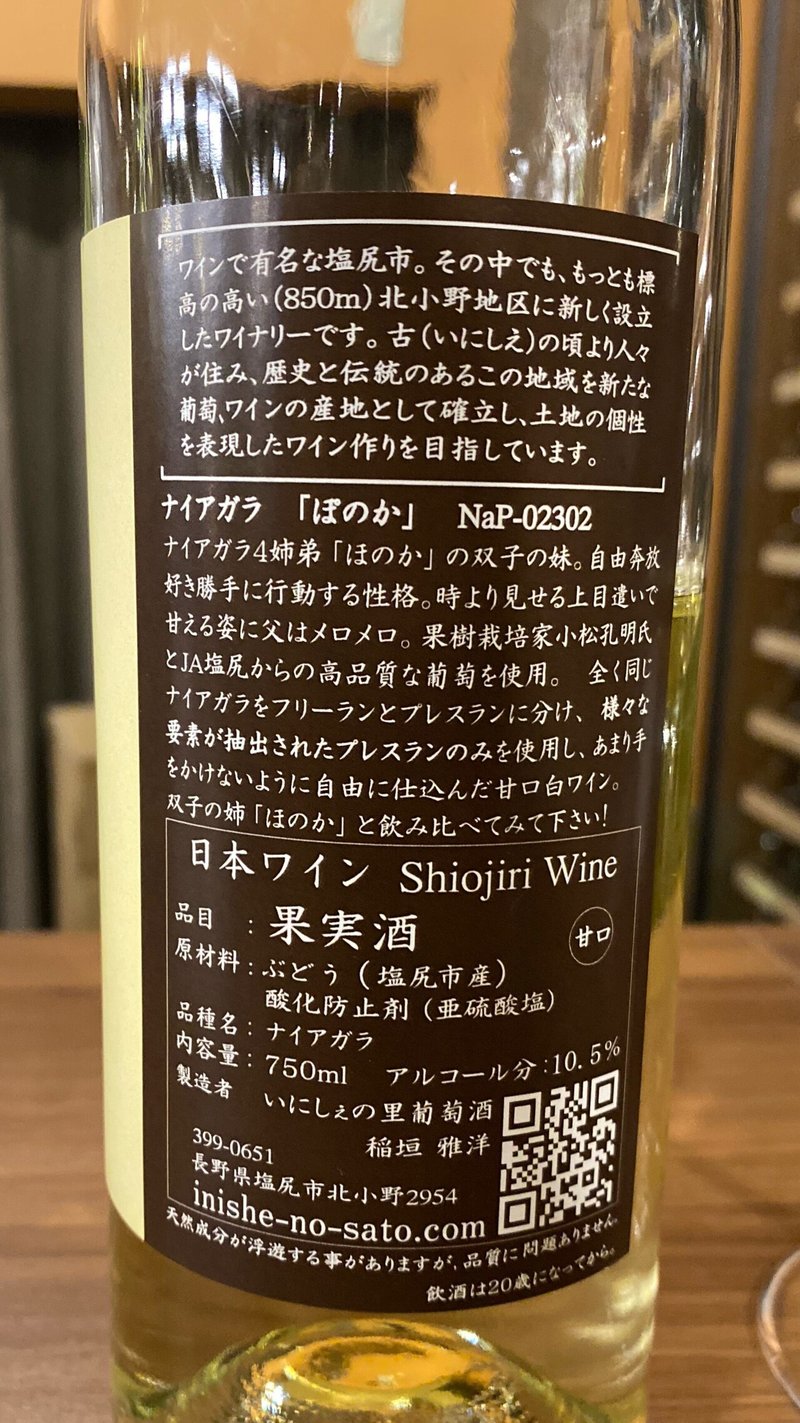 ワインで有名な塩尻市。その中でも、もっとも標
高の高い(850m)北小野地区に新しく設立
したワイナリーです。古(いにしえ)の頃より人々
が住み、歴史と伝統のあるこの地域を新たな
葡萄、ワインの産地として確立し、土地の個性
を表現したワイン作りを目指しています。
ナイアガラ 「ぽのか」 NaP-02302
ナイアガラ4姉弟「ほのか」の双子の妹。自由奔放
好き勝手に行動する性格。時より見せる上目遣いで
甘える姿に父はメロメロ。果樹栽培家小松孔明氏
とJA塩尻からの高品質な葡萄を使用。 全く同じ
ナイアガラをフリーランとプレスランに分け、様々な
要素が抽出されたプレスランのみを使用し、あまり手
をかけないように自由に仕込んだ甘口白ワイン。
双子の姉「ほのか」と飲み比べてみて下さい!
日本ワイン Shiojiri Wine
品目 : 果実酒 甘口
原材料 : ぶどう (塩尻市産)
酸化防止剤 (亜硫酸塩)
品種名 : ナイアガラ
内容量 : 750ml アルコール分 : 10.5%
製造者 いにしぇの里葡萄酒
稲垣 雅洋
399-0651
長野県塩尻市北小野2954
inishe-no-sato.com
天然成分が浮遊する事がありますが、品質に問題ありません。
飲酒は20歳になってから。